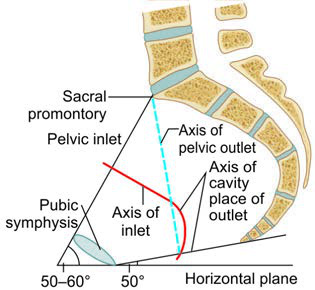 Sacral
promontory
Pelvic inlet
Axis of
pelvic outlet
Axis of
cavity
place of
outlet
Pubic
symphysis
Axis of
inlet
50–60°
50°
Horizontal plane